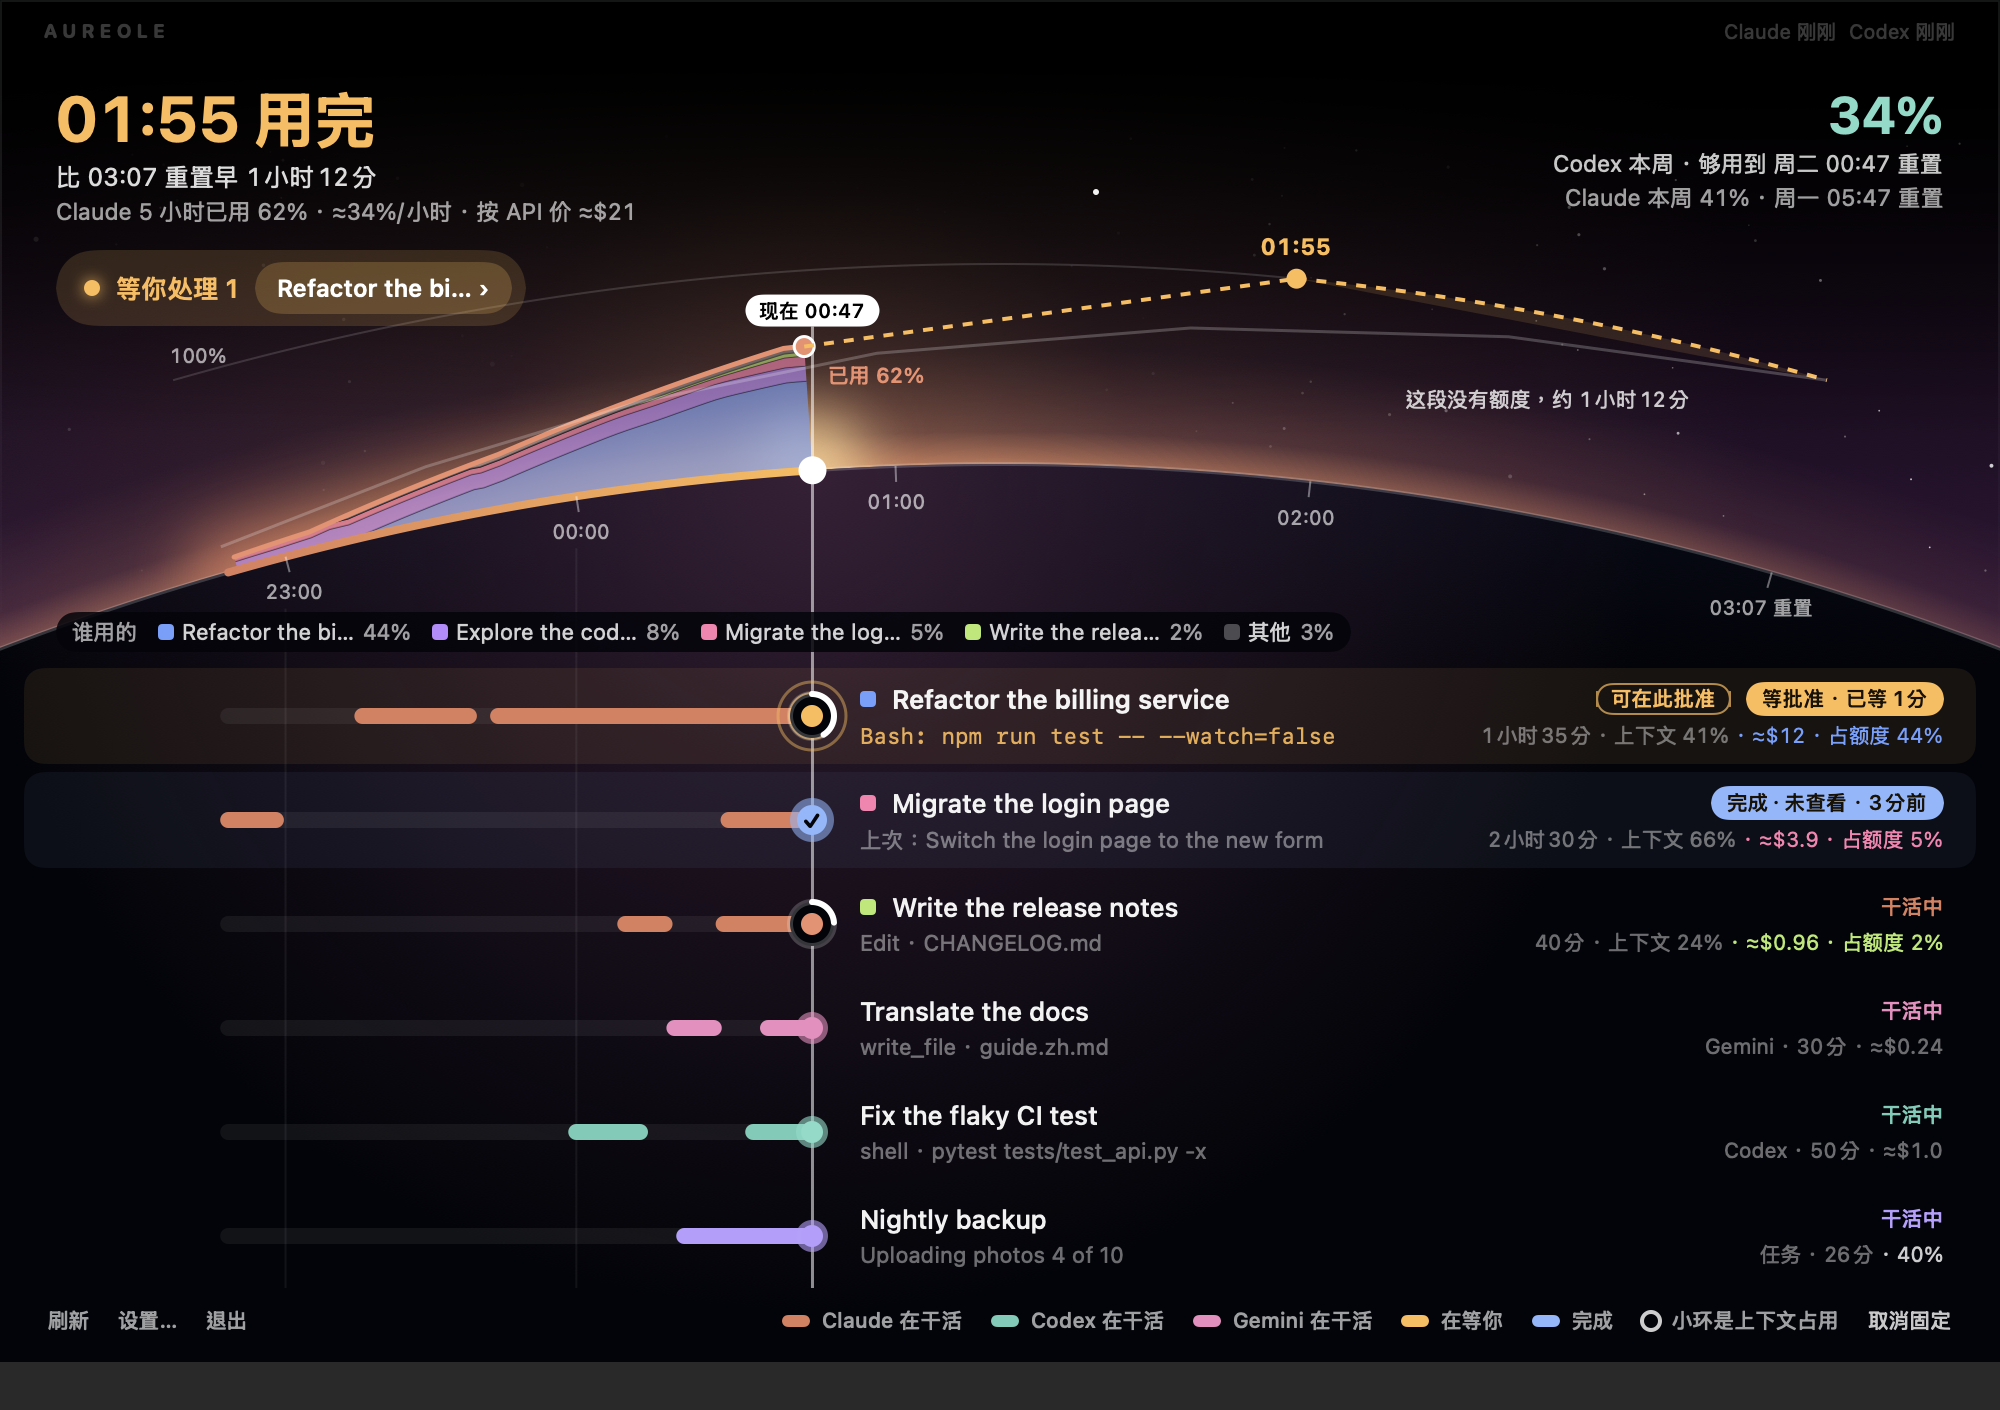 AUREOLE
Claude 刚刚 Codex 刚刚
01:55 用完
比 03:07 重置早 1小时12分
Claude 5 小时已用 62% · ≈34%/小时 · 按 API 价 ≈$21
34%
Codex 本周 · 够用到 周二 00:47 重置
Claude 本周 41% · 周一 05:47 重置
等你处理 1 Refactor the bi... ›
01:55
现在 00:47
100%
已用 62%
这段没有额度，约 1小时12分
01:00
02:00
00:00
23:00
03:07 重置
谁用的 Refactor the bi... 44% Explore the cod... 8% Migrate the log... 5% Write the relea... 2% 其他 3%
Refactor the billing service
可在此批准 等批准 · 已等 1分
Bash: npm run test -- --watch=false
1小时35分 · 上下文 41% · ≈$12 · 占额度 44%
Migrate the login page
完成 · 未查看 · 3分前
上次：Switch the login page to the new form
2小时30分 · 上下文 66% · ≈$3.9 · 占额度 5%
Write the release notes
干活中
Edit · CHANGELOG.md
40分 · 上下文 24% · ≈$0.96 · 占额度 2%
Translate the docs
干活中
write_file · guide.zh.md
Gemini · 30分 · ≈$0.24
Fix the flaky CI test
干活中
shell · pytest tests/test_api.py -x
Codex · 50分 · ≈$1.0
Nightly backup
干活中
Uploading photos 4 of 10
任务 · 26分 · 40%
刷新 设置... 退出
Claude 在干活 Codex 在干活 Gemini 在干活 在等你 完成 小环是上下文占用 取消固定